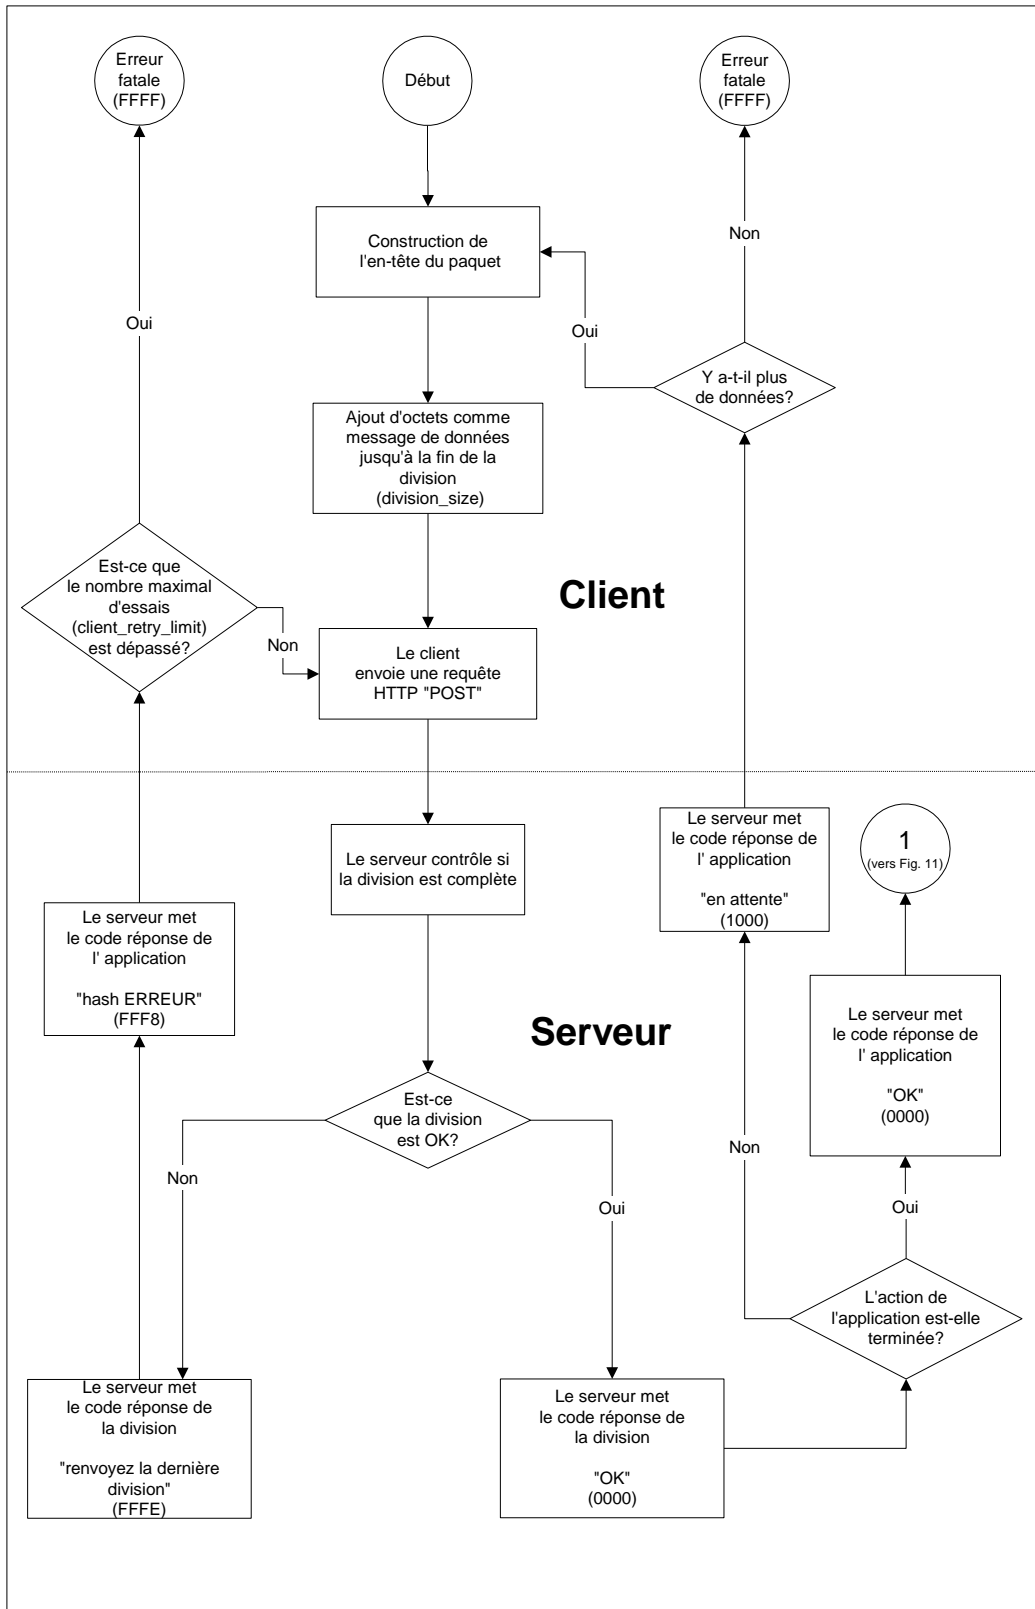 Erreur
fatale
(FFFF)
Début
Erreur
fatale
(FFFF)
Construction de
l'en-tête du paquet
Non
Oui
Oui
Y a-t-il plus
de données?
Ajout d'octets comme
message de données
jusqu'à la fin de la
division
(division_size)
Est-ce que
le nombre maximal
d'essais
(client_retry_limit)
est dépassé?
Client
Non
Le client
envoie une requête
HTTP "POST"
Le serveur met
le code réponse de
l' application
"en attente"
(1000)
1
(vers Fig. 11)
Le serveur contrôle si
la division est complète
Le serveur met
le code réponse de
l' application
"hash ERREUR"
(FFF8)
Serveur
Le serveur met
le code réponse de
l' application
"OK"
(0000)
Est-ce
que la division
est OK?
Non
Non
Oui
Oui
L'action de
l'application est-elle
terminée?
Le serveur met
le code réponse de
la division
"renvoyez la dernière
division"
(FFFE)
Le serveur met
le code réponse de
la division
"OK"
(0000)